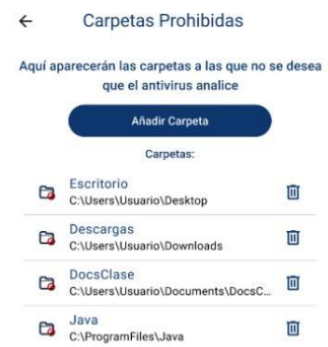 Carpetas Prohibidas
Aquí aparecerán las carpetas a las que no se desea
que el antivirus analice
Añadir Carpeta
Carpetas:
Escritorio
C:\Users\Usuario\Desktop
Descargas
C:\Users\Usuario\Downloads
DocsClase
C:\Users\Usuario\Documents\DocsC...
Java
C:\ProgramFiles\Java